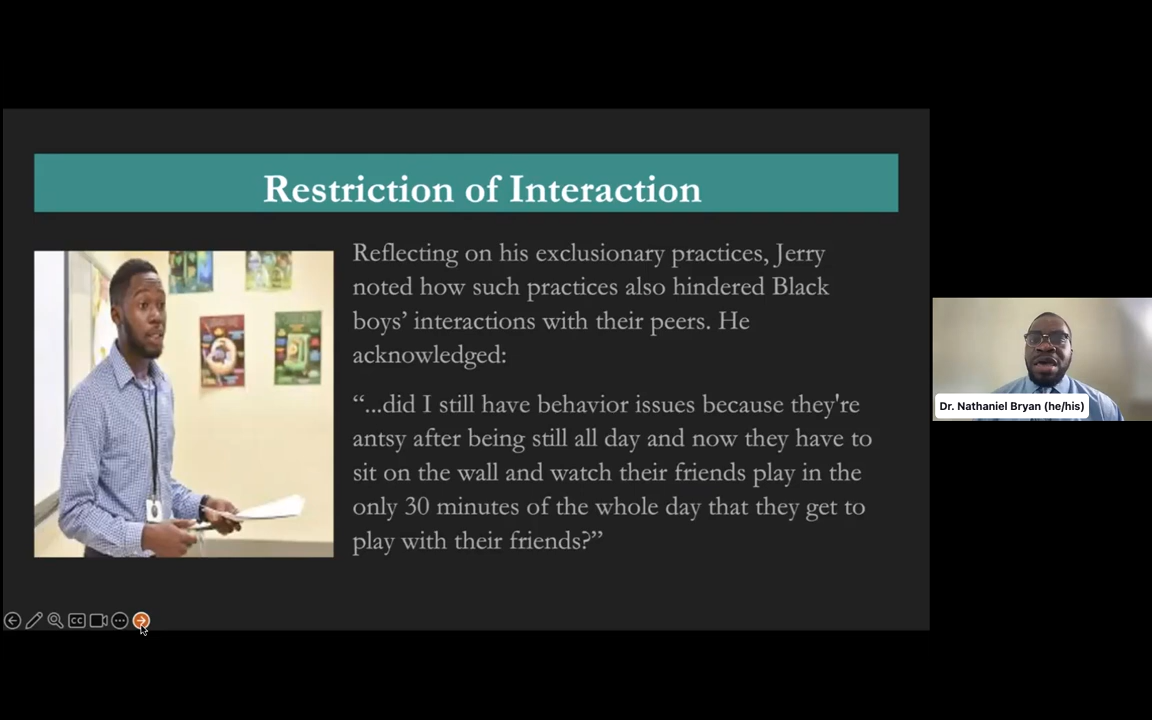 Restriction of Interaction
Reflecting on his exclusionary practices, Jerry
noted how such practices also hindered Black
boys’ interactions with their peers. He
acknowledged:
“...did I still have behavior issues because they're
antsy after being still all day and now they have to
sit on the wall and watch their friends play in the
only 30 minutes of the whole day that they get to
play with their friends?”
Dr. Nathaniel Bryan (he/his)
CC